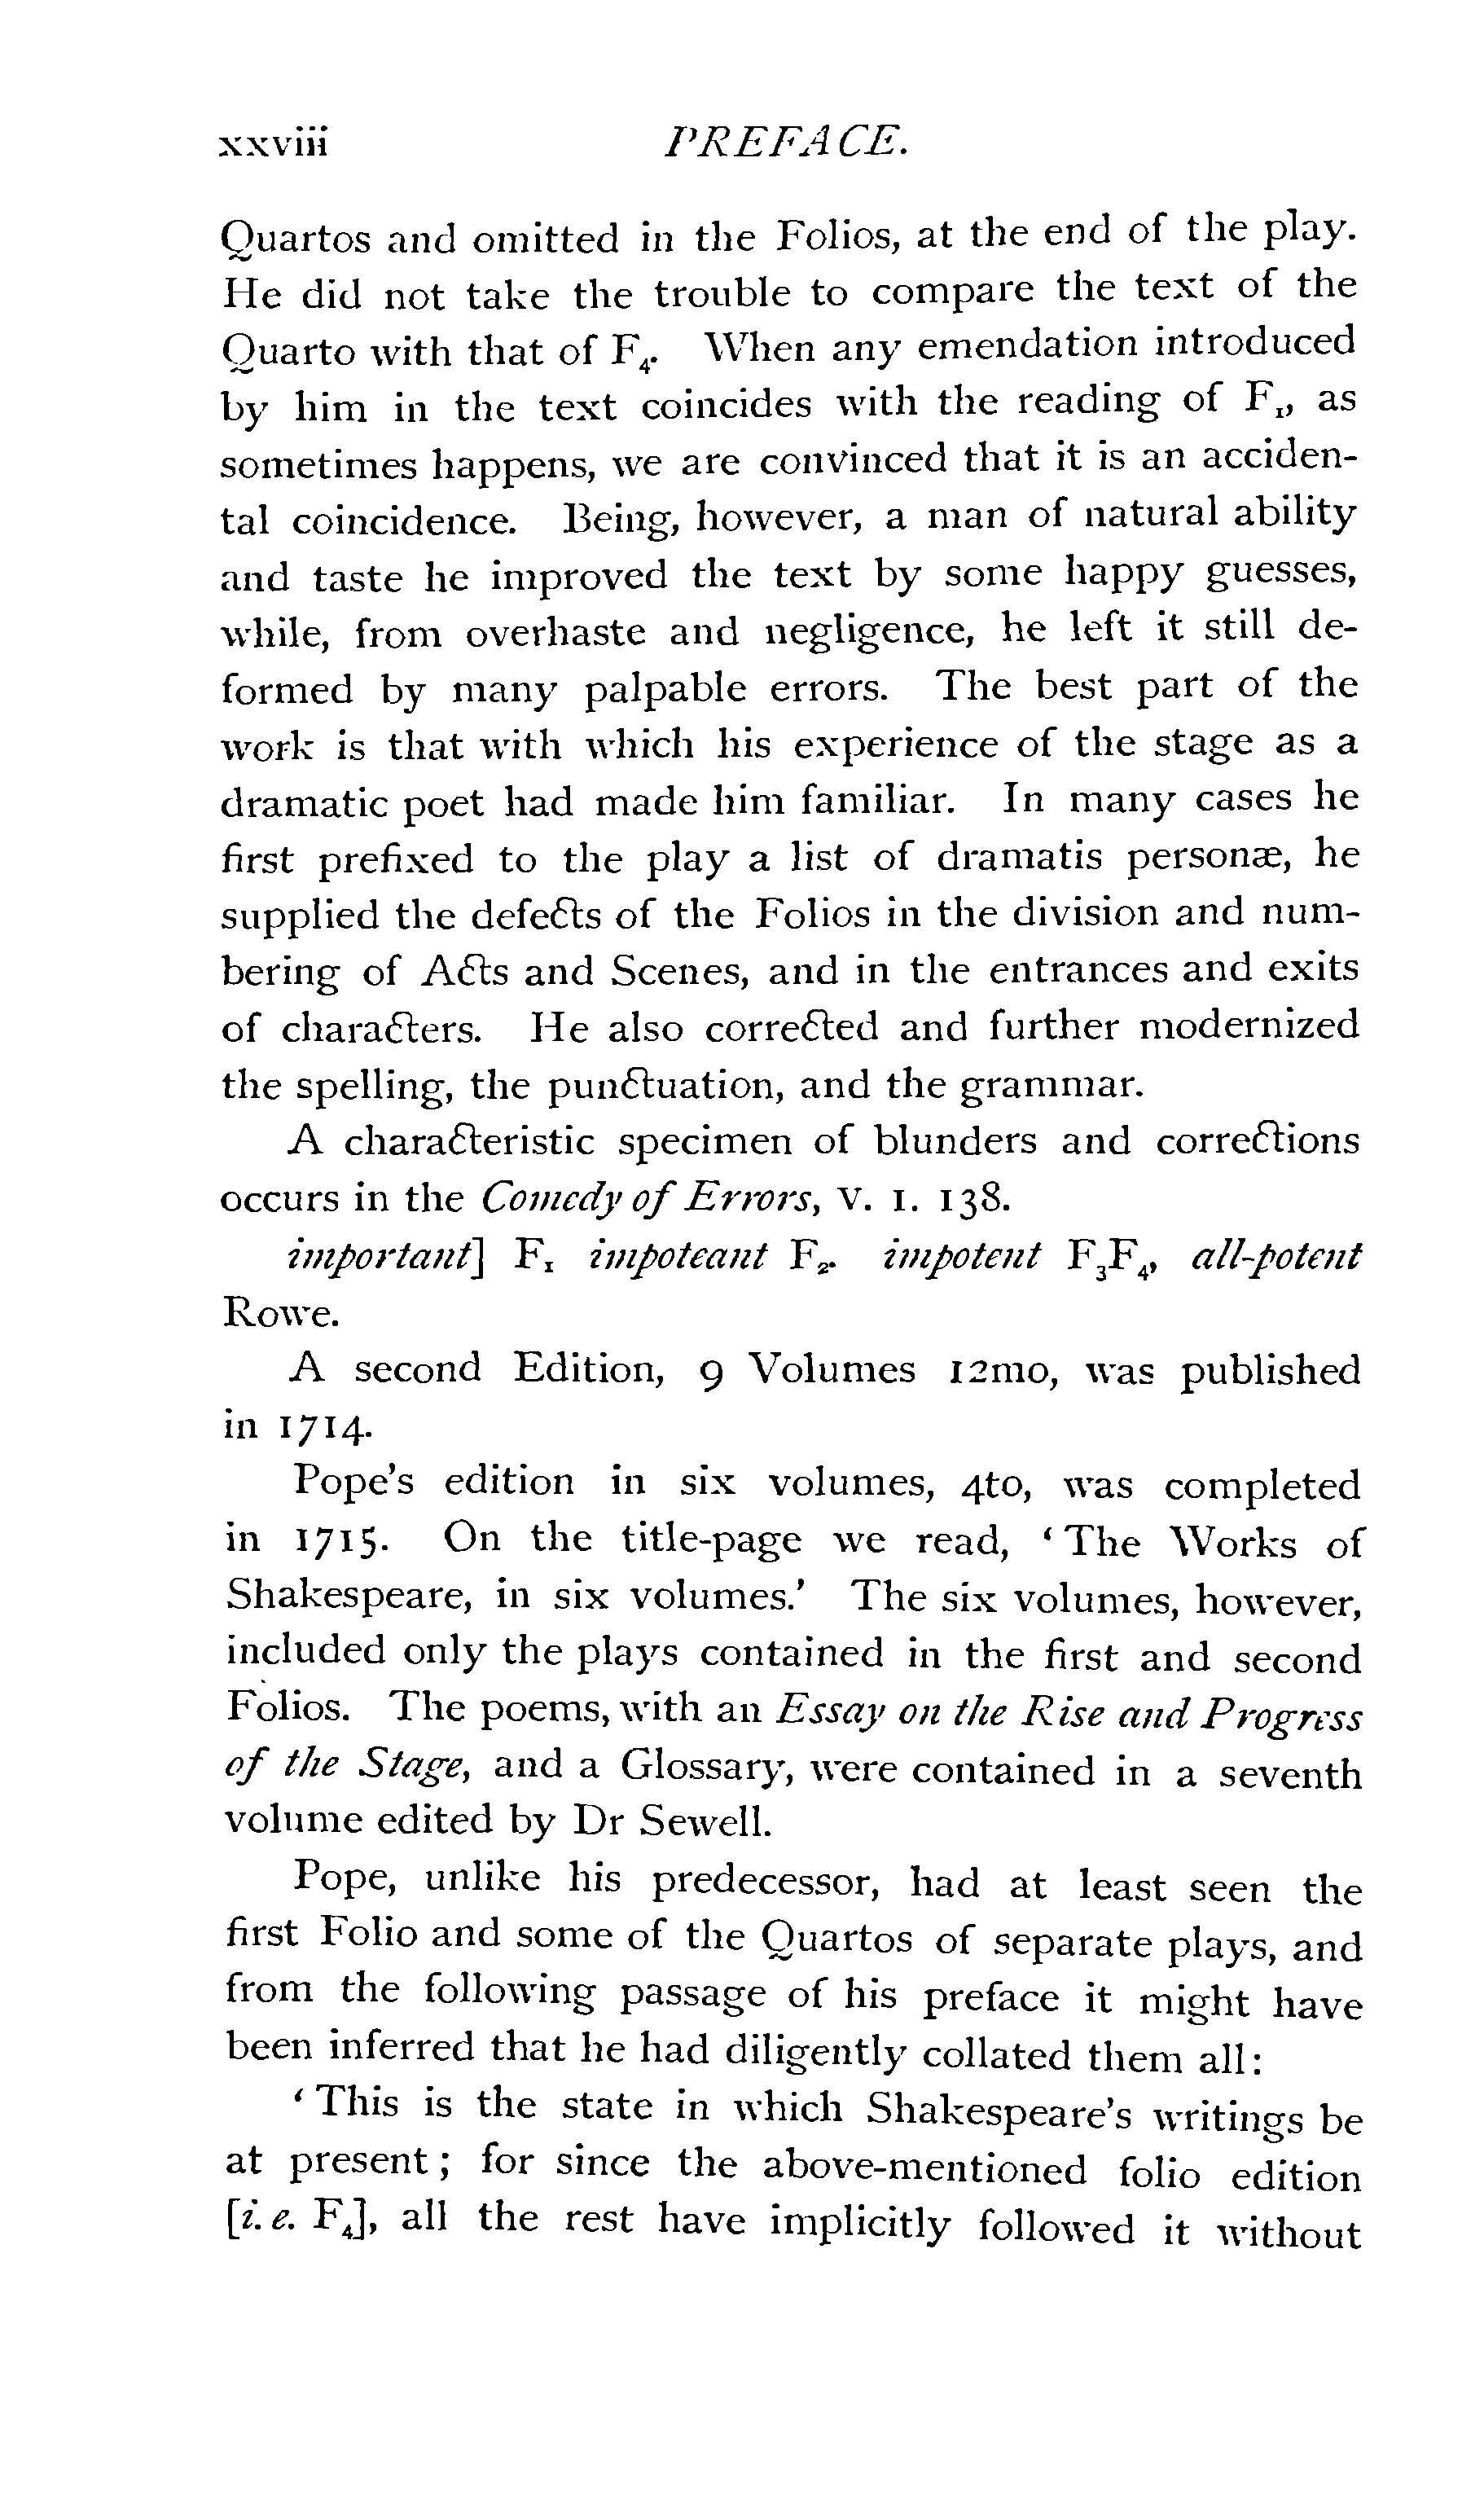 xxviii PREFACE.
Quartos and omitted in the Folios, at the end of the play.
He did not take the trouble to compare the text of the
Quarto with that of F₄. When any emendation introduced
by him in the text coincides with the reading of F₁, as
sometimes happens, we are convinced that it is an acciden-
tal coincidence. Being, however, a man of natural ability
and taste he improved the text by some happy guesses,
while, from overhaste and negligence, he left it still de-
formed by many palpable errors. The best part of the
work is that with which his experience of the stage as a
dramatic poet had made him familiar. In many cases he
first prefixed to the play a list of dramatis personæ, he
supplied the defects of the Folios in the division and num-
bering of Acts and Scenes, and in the entrances and exits
of characters. He also corrected and further modernized
the spelling, the punctuation, and the grammar.
A characteristic specimen of blunders and corrections
occurs in the Comedy of Errors, V. I. 138.
important] F₁ impoteant F₂. impotent F₃F₄, all-potent
Rowe.
A second Edition, 9 Volumes 12mo, was published
in 1714.
Pope's edition in six volumes, 4to, was completed
in 1715. On the title-page we read, ‘The Works of
Shakespeare, in six volumes.’ The six volumes, however,
included only the plays contained in the first and second
Folios. The poems, with an Essay on the Rise and Progress
of the Stage, and a Glossary, were contained in a seventh
volume edited by Dr Sewell.
Pope, unlike his predecessor, had at least seen the
first Folio and some of the Quartos of separate plays, and
from the following passage of his preface it might have
been inferred that he had diligently collated them all:
‘This is the state in which Shakespeare's writings be
at present; for since the above-mentioned folio edition
[i. e. F₄], all the rest have implicitly followed it without